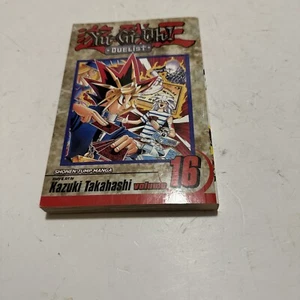 Yu-Gi-Oh!
DUELIST
SHONEN JUMP MANGA
STORY & ART BY
Kazuki Takahashi volume 16